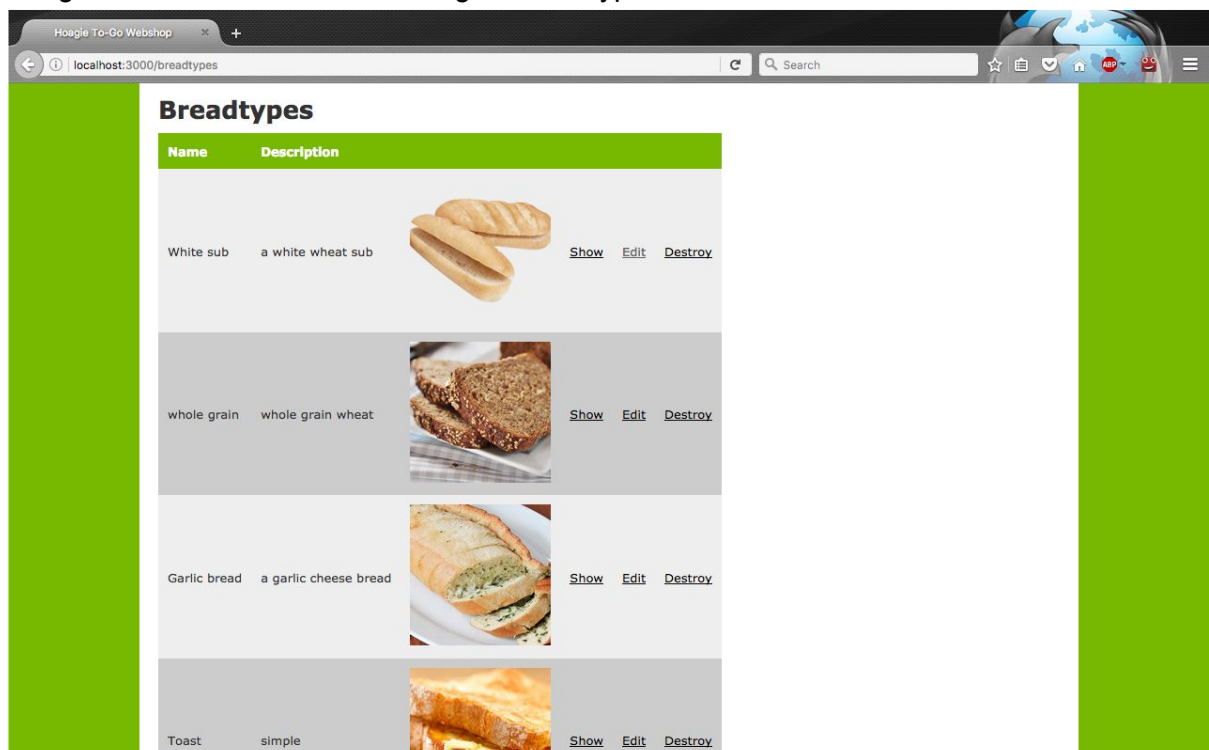 Hoagie To-Go Webshop × +
localhost:3000/breadtypes
Search
ABP
Breadtypes
Name Description
White sub a white wheat sub Show Edit Destroy
whole grain whole grain wheat Show Edit Destroy
Garlic bread a garlic cheese bread Show Edit Destroy
Toast simple Show Edit Destroy